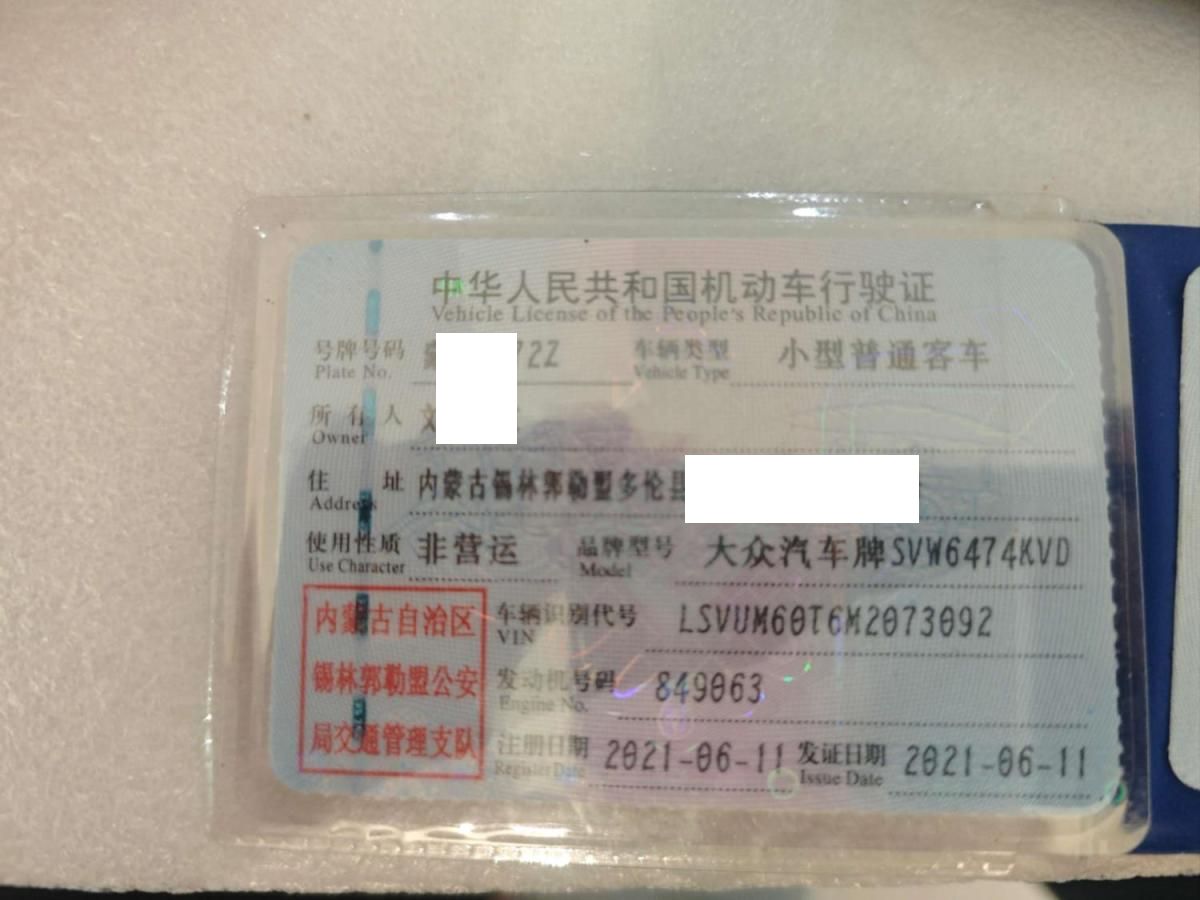 中华人民共和国机动车行驶证
Vehicle License of the People's Republic of China
号牌号码 72Z 车辆类型 小型普通客车
Plate No. Vehicle Type
所有人 文
Owner
住址 内蒙古锡林郭勒盟多伦县
Address
使用性质 非营运 品牌型号 大众汽车牌SVW6474KVD
Use Character Model
内蒙古自治区
锡林郭勒盟公安
局交通管理支队
车辆识别代号 LSVUM60T6M2073092
VIN
发动机号码 849063
Engine No.
注册日期 2021-06-11 发证日期 2021-06-11
Register Date Issue Date